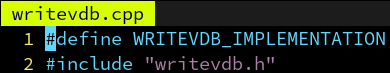 writevdb.cpp
1 #define WRITEVDB_IMPLEMENTATION
2 #include "writevdb.h"